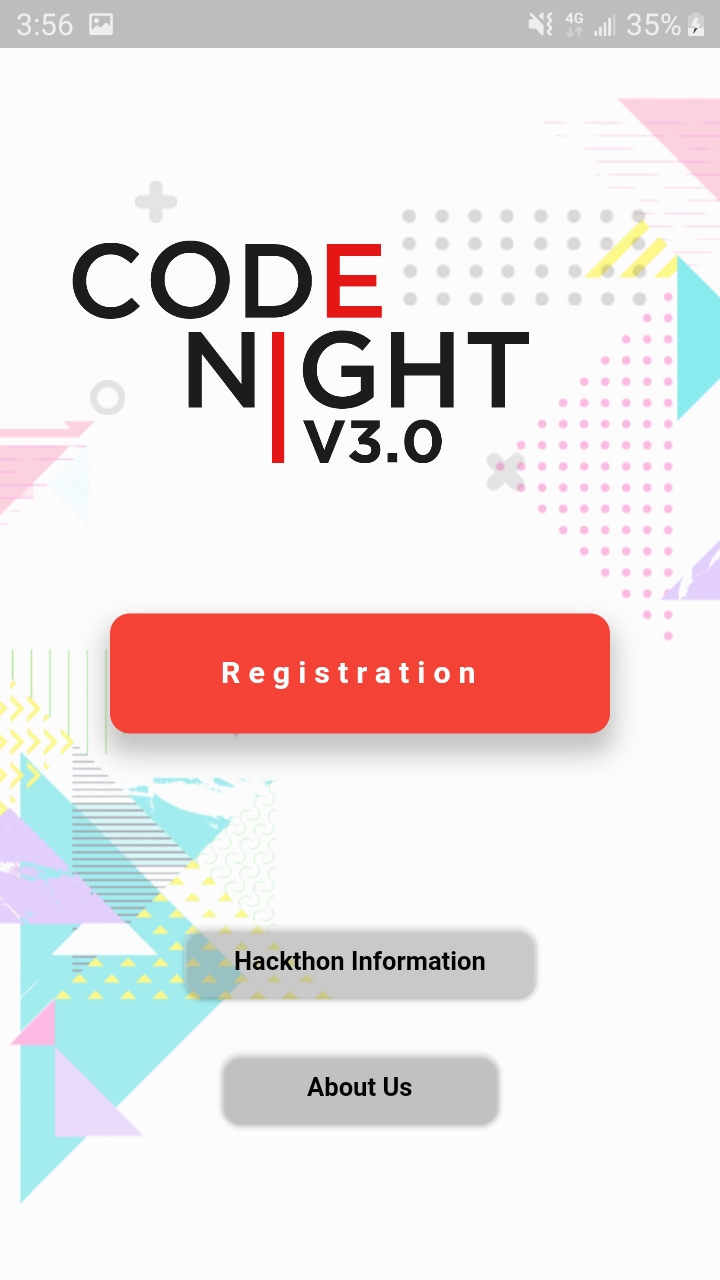 3:56 4G 35%
CODE
NIGHT
V3.0
Registration
Hackthon Information
About Us